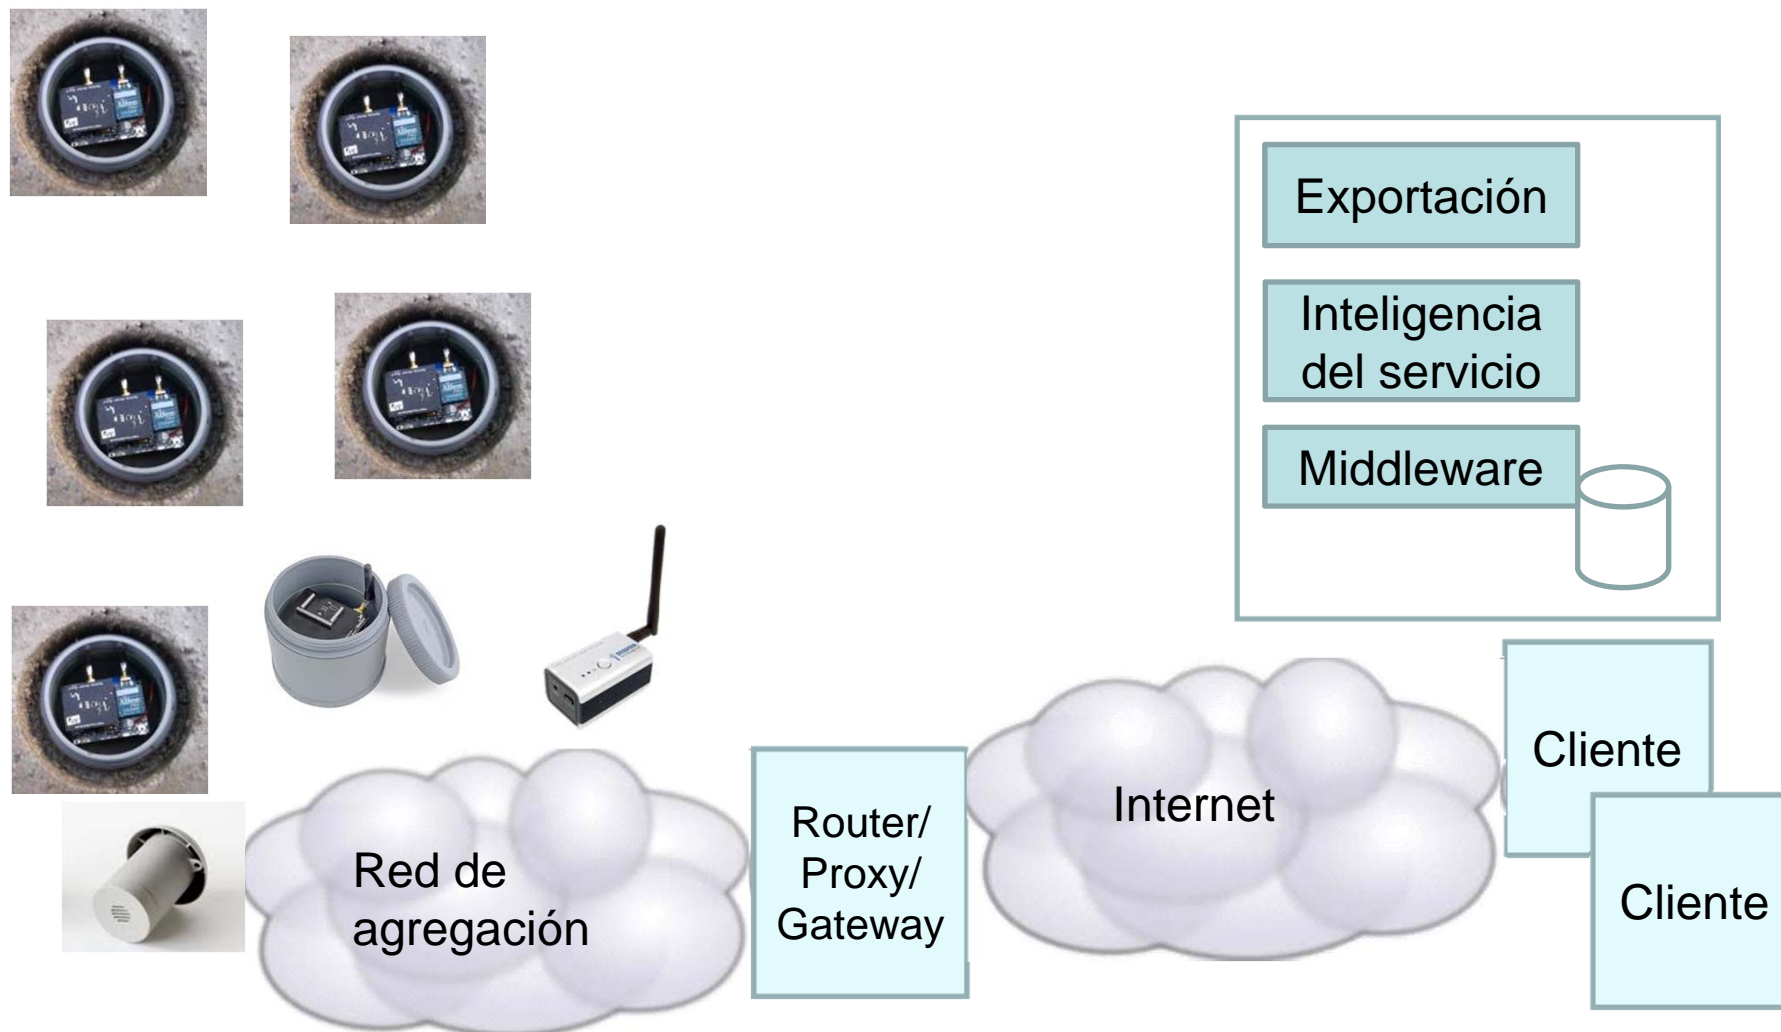 Exportación
Inteligencia
del servicio
Middleware
Cliente
Cliente
Internet
Router/
Proxy/
Gateway
Red de
agregación